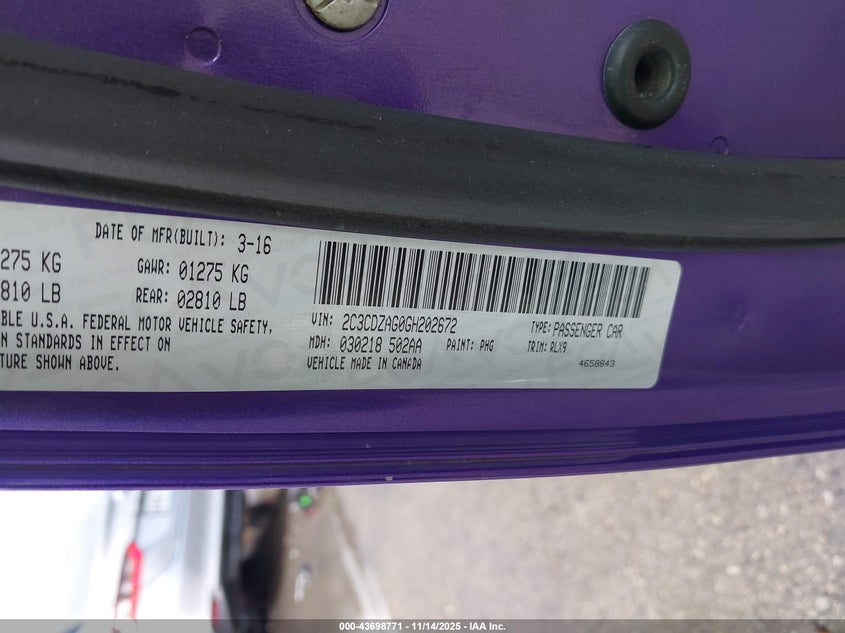 DATE OF MFR(BUILT): 3-16
275 KG GAWR: 01275 KG
810 LB REAR: 02810 LB
BLE U.S.A. FEDERAL MOTOR VEHICLE SAFETY,
N STANDARDS IN EFFECT ON
TURE SHOWN ABOVE.
VIN: 2C3CDZAG0GH202672 TYPE: PASSENGER CAR
MDH: 030218 502AA PAINT: PHG TRIM: RLX9
VEHICLE MADE IN CANADA 4658843
000-43698771 - 11/14/2025 - IAA Inc.